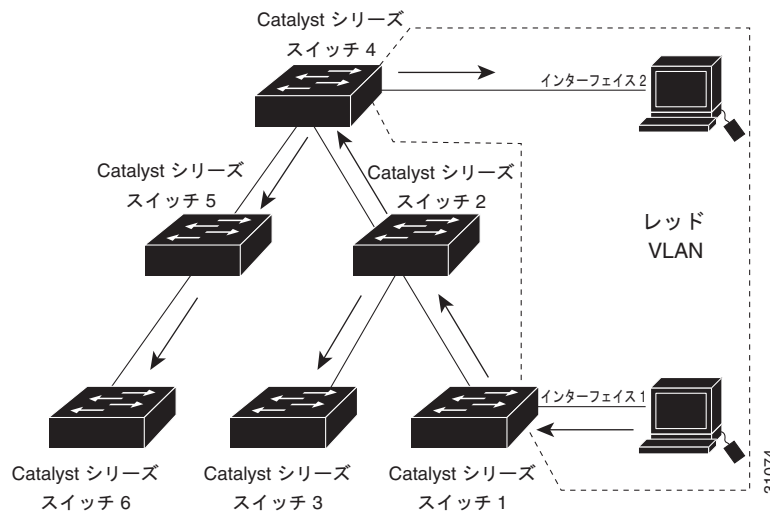 Catalyst シリーズ
スイッチ 4
インターフェイス 2
Catalyst シリーズ
スイッチ 5
Catalyst シリーズ
スイッチ 2
レッド
VLAN
インターフェイス 1
Catalyst シリーズ
スイッチ 6
Catalyst シリーズ
スイッチ 3
Catalyst シリーズ
スイッチ 1
31074